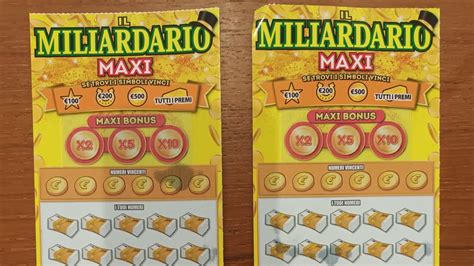 IL
MILIARDARIO
MAXI
SE TROVI I SIMBOLI VINCI
€100 €200 €500 TUTTI I PREMI
MAXI BONUS
X2 X5 X10
NUMERI VINCENTI
I TUOI NUMERI
IL
MILIARDARIO
MAXI
SE TROVI I SIMBOLI VINCI
€100 €200 €500 TUTTI I PREMI
MAXI BONUS
X2 X5 X10
NUMERI VINCENTI
I TUOI NUMERI